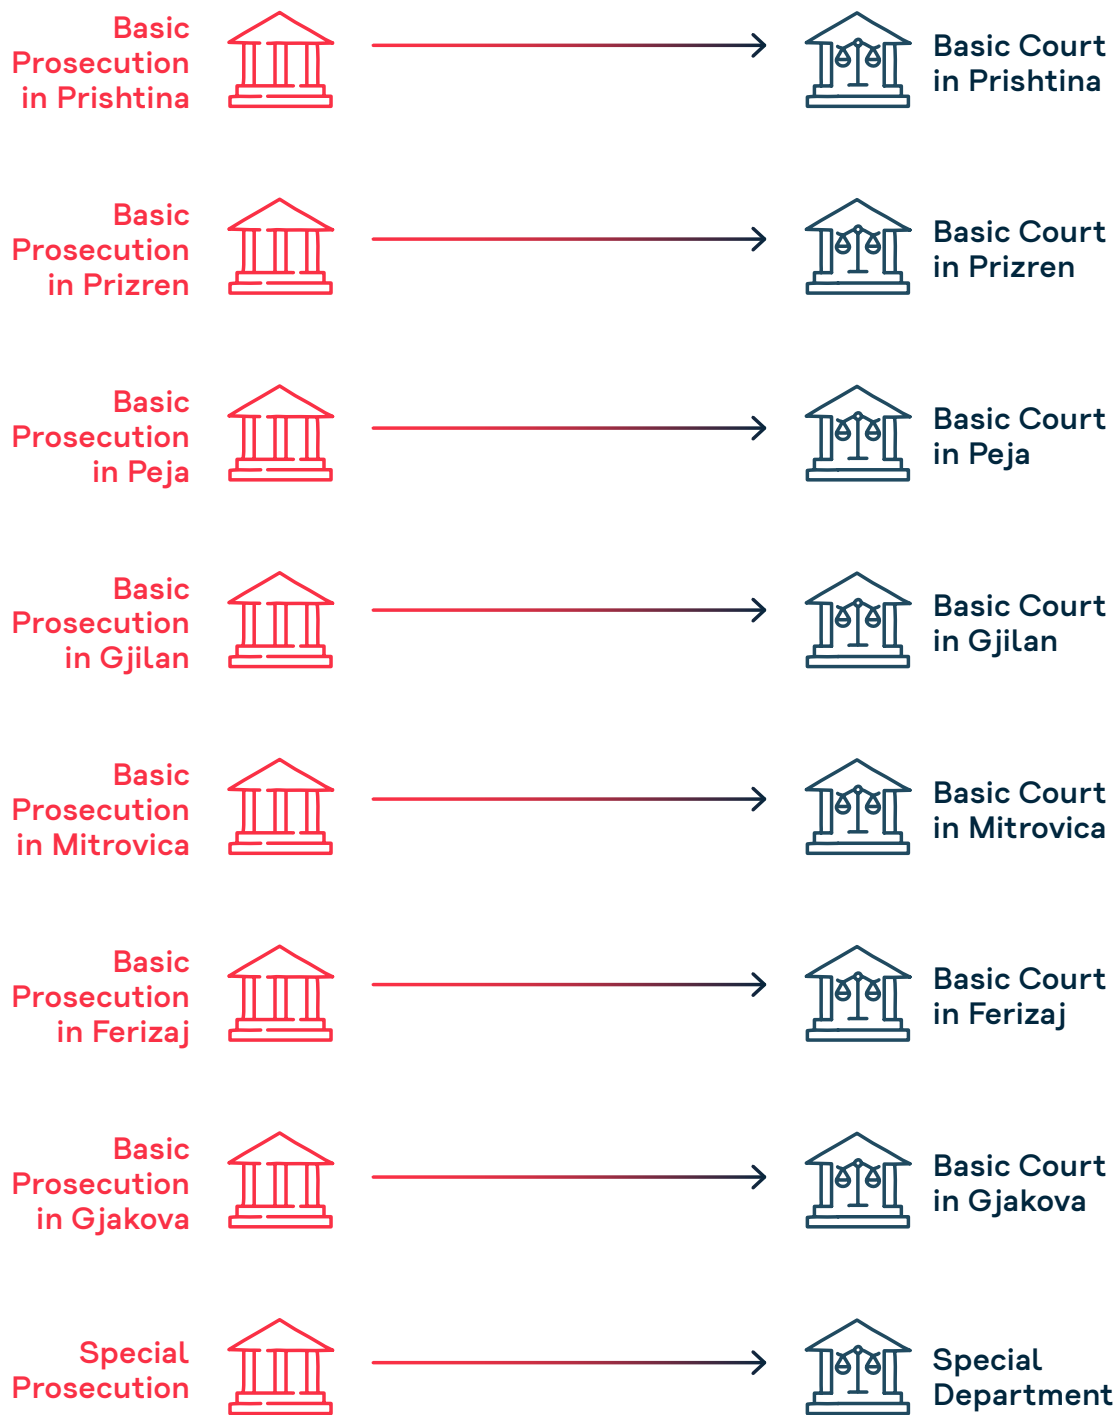 Basic
Prosecution
in Prishtina
Basic Court
in Prishtina
Basic
Prosecution
in Prizren
Basic Court
in Prizren
Basic
Prosecution
in Peja
Basic Court
in Peja
Basic
Prosecution
in Gjilan
Basic Court
in Gjilan
Basic
Prosecution
in Mitrovica
Basic Court
in Mitrovica
Basic
Prosecution
in Ferizaj
Basic Court
in Ferizaj
Basic
Prosecution
in Gjakova
Basic Court
in Gjakova
Special
Prosecution
Special
Department